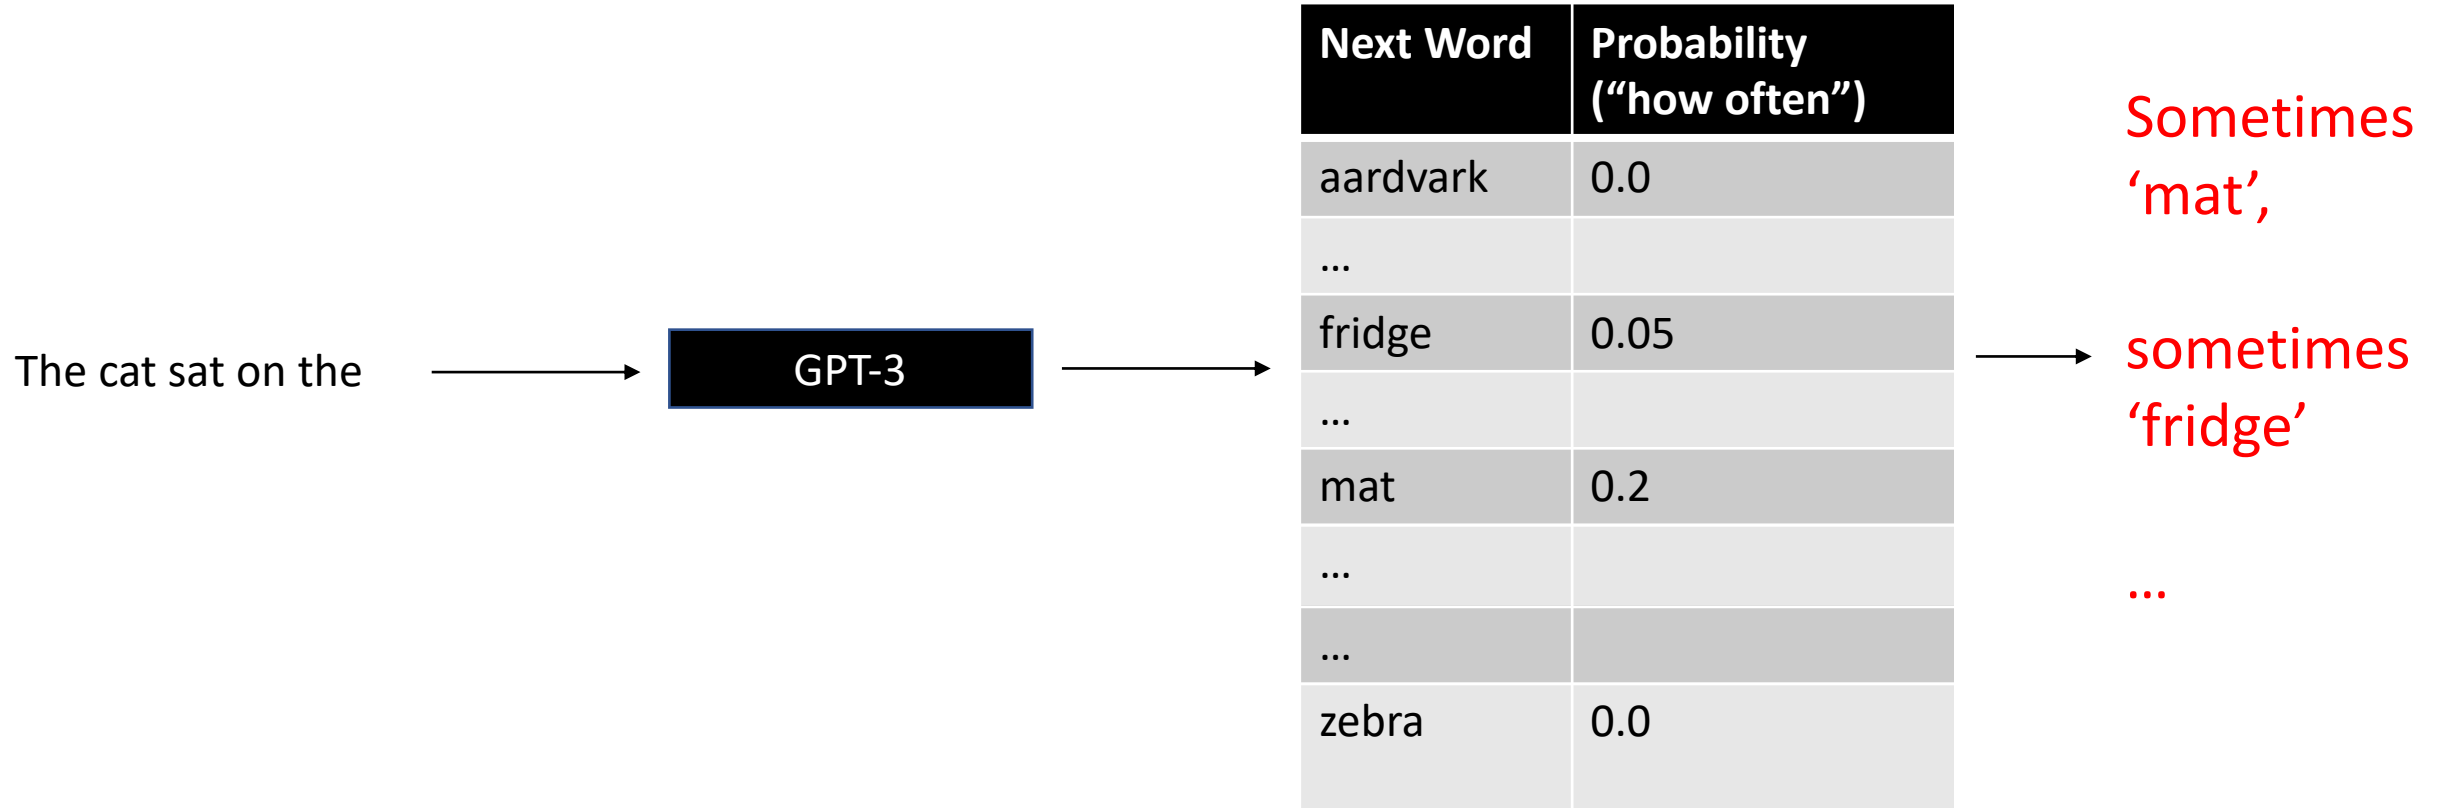 The cat sat on the
GPT-3
Next Word
Probability
(“how often”)
aardvark 0.0
…
fridge 0.05
…
mat 0.2
…
…
zebra 0.0
Sometimes
‘mat’,
sometimes
‘fridge’
…